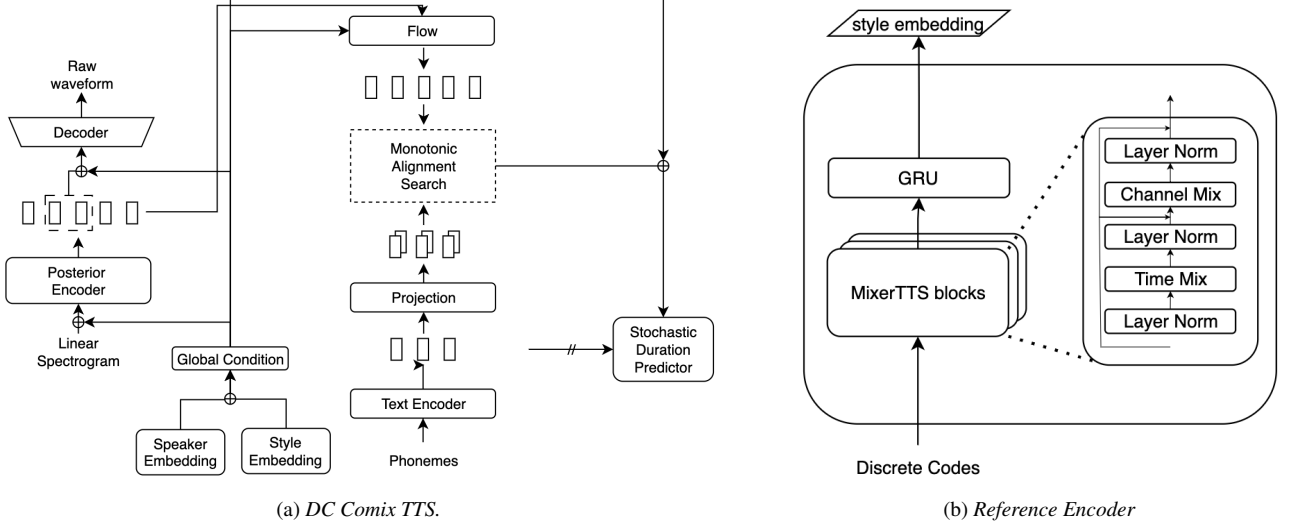 Flow
Raw
waveform
Decoder
Monotonic
Alignment
Search
Posterior
Encoder
Projection
Linear
Spectrogram
Global Condition
Stochastic
Duration
Predictor
Text Encoder
Speaker
Embedding
Style
Embedding
Phonemes
(a) DC Comix TTS.
style embedding
GRU
MixerTTS blocks
Layer Norm
Channel Mix
Layer Norm
Time Mix
Layer Norm
Discrete Codes
(b) Reference Encoder